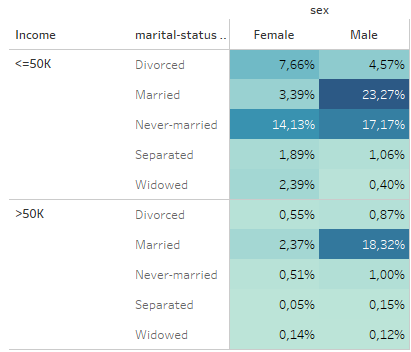 sex
Income marital-status .. Female Male
<=50K Divorced 7,66% 4,57%
Married 3,39% 23,27%
Never-married 14,13% 17,17%
Separated 1,89% 1,06%
Widowed 2,39% 0,40%
>50K Divorced 0,55% 0,87%
Married 2,37% 18,32%
Never-married 0,51% 1,00%
Separated 0,05% 0,15%
Widowed 0,14% 0,12%